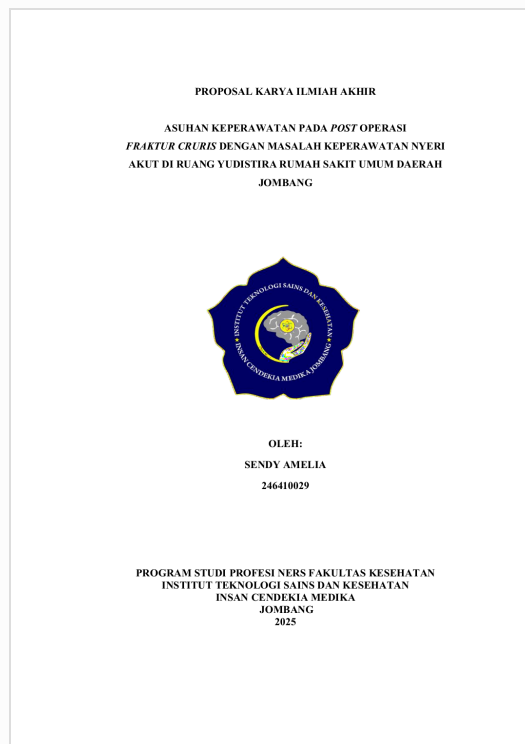 PROPOSAL KARYA ILMIAH AKHIR
ASUHAN KEPERAWATAN PADA POST OPERASI
FRAKTUR CRURIS DENGAN MASALAH KEPERAWATAN NYERI
AKUT DI RUANG YUDISTIRA RUMAH SAKIT UMUM DAERAH
JOMBANG
INSTITUT TEKNOLOGI SAINS DAN KESEHATAN
INSAN CENDEKIA MEDIKA JOMBANG
OLEH:
SENDY AMELIA
246410029
PROGRAM STUDI PROFESI NERS FAKULTAS KESEHATAN
INSTITUT TEKNOLOGI SAINS DAN KESEHATAN
INSAN CENDEKIA MEDIKA
JOMBANG
2025